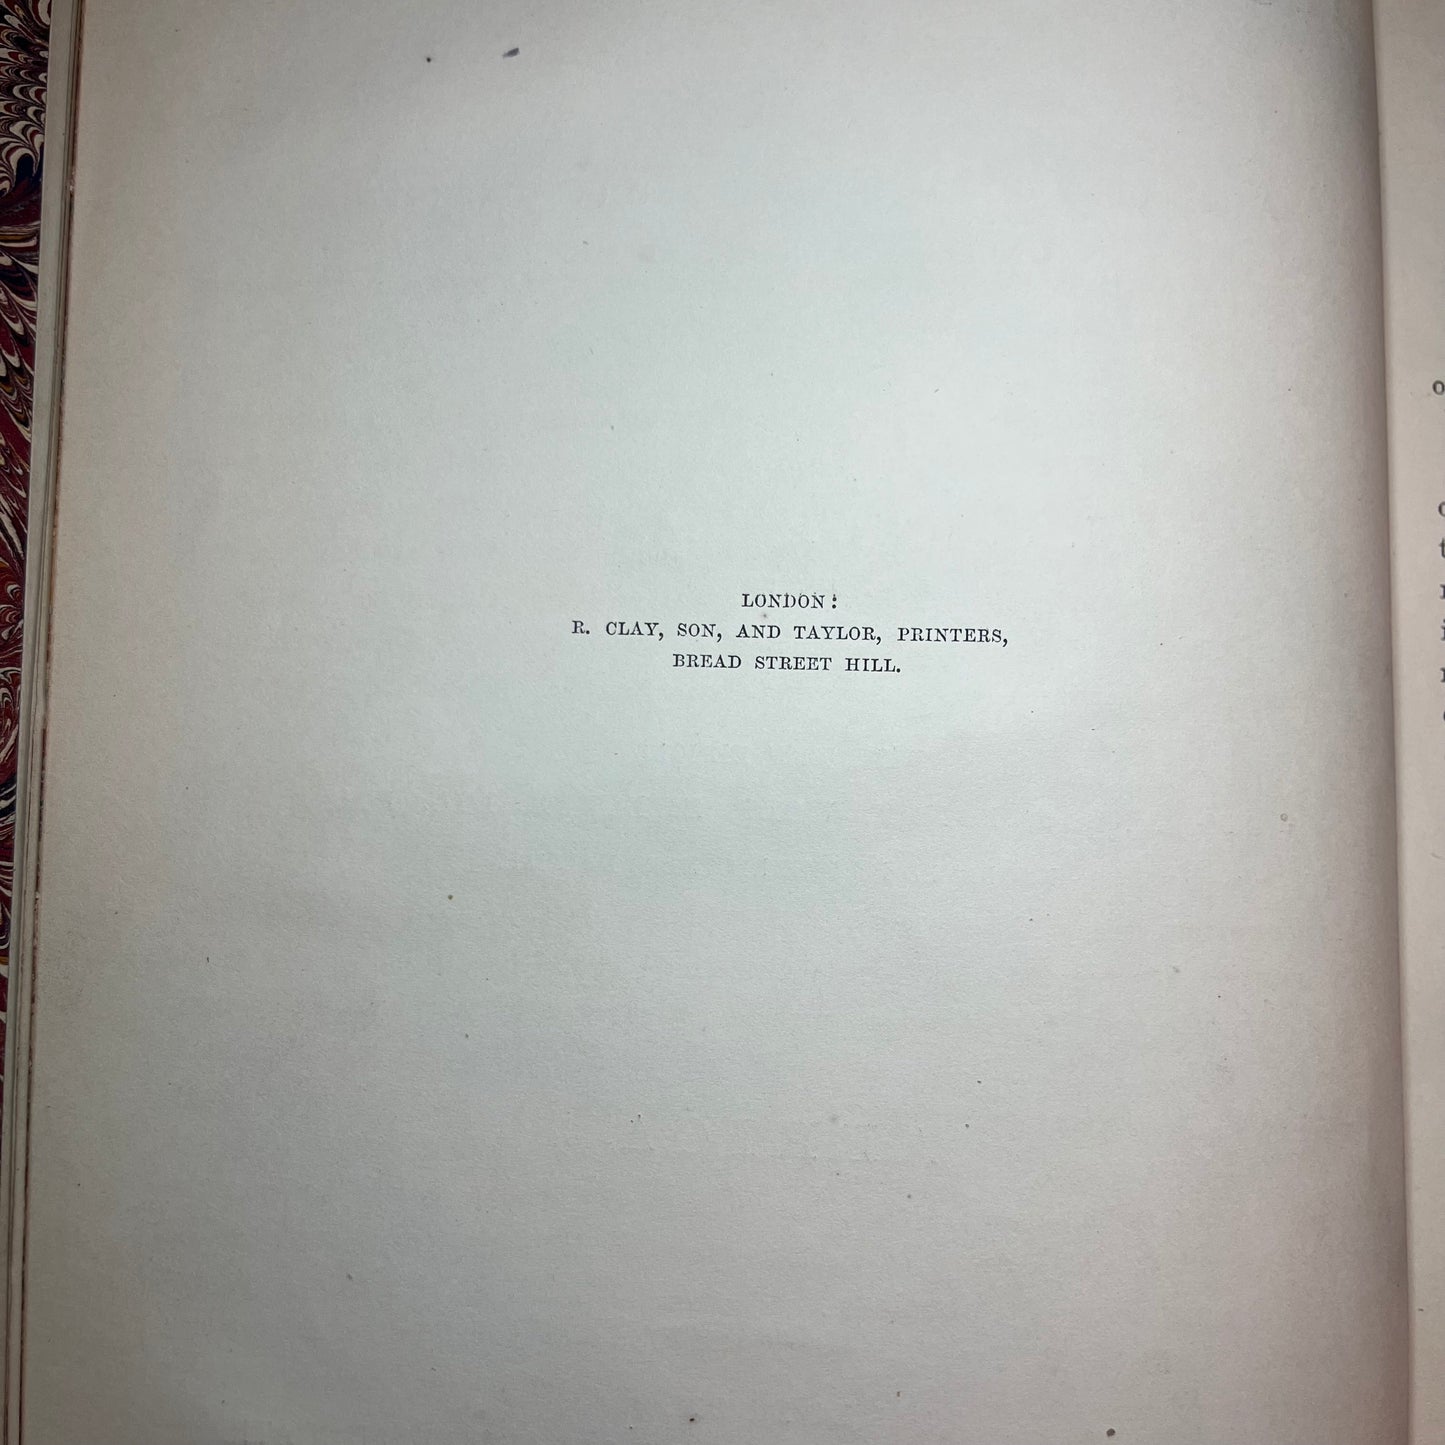 LONDON:
R. CLAY, SON, AND TAYLOR, PRINTERS,
BREAD STREET HILL.